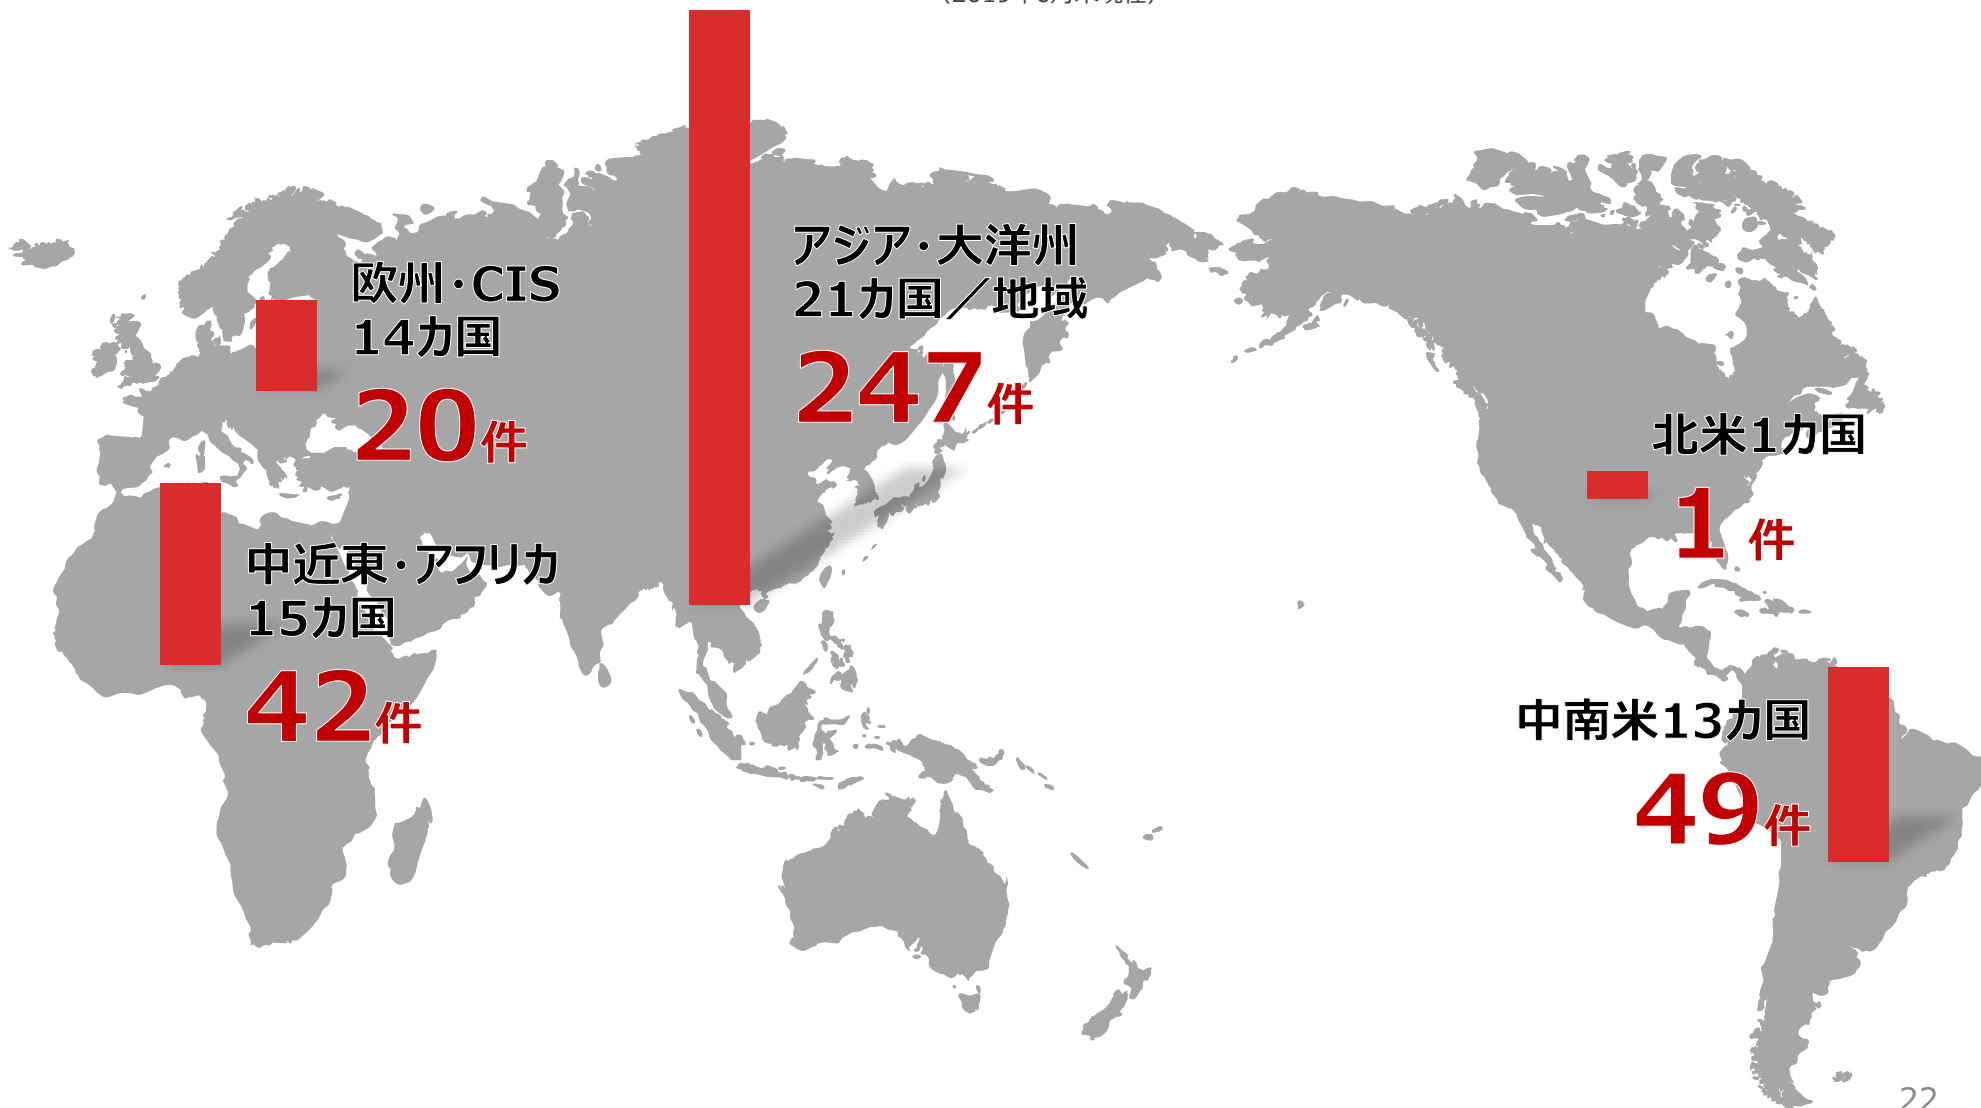 欧州・CIS
14カ国
20件
アジア・大洋州
21カ国／地域
247件
中近東・アフリカ
15カ国
42件
北米1カ国
1件
中南米13カ国
49件
22